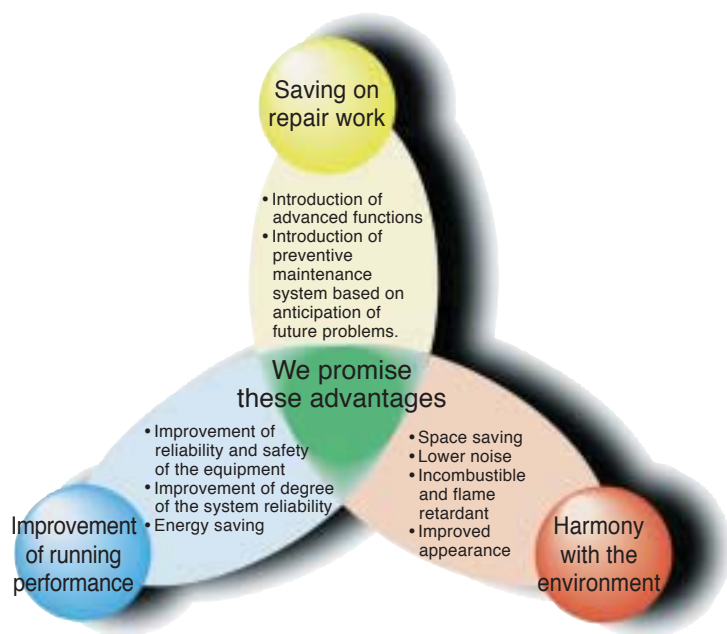 Saving on
repair work
• Introduction of
advanced functions
• Introduction of
preventive
maintenance
system based on
anticipation of
future problems.
We promise
these advantages
• Improvement of
reliability and safety
of the equipment
• Improvement of degree
of the system reliability
• Energy saving
Improvement
of running
performance
• Space saving
• Lower noise
• Incombustible
and flame
retardant
• Improved
appearance
Harmony
with the
environment